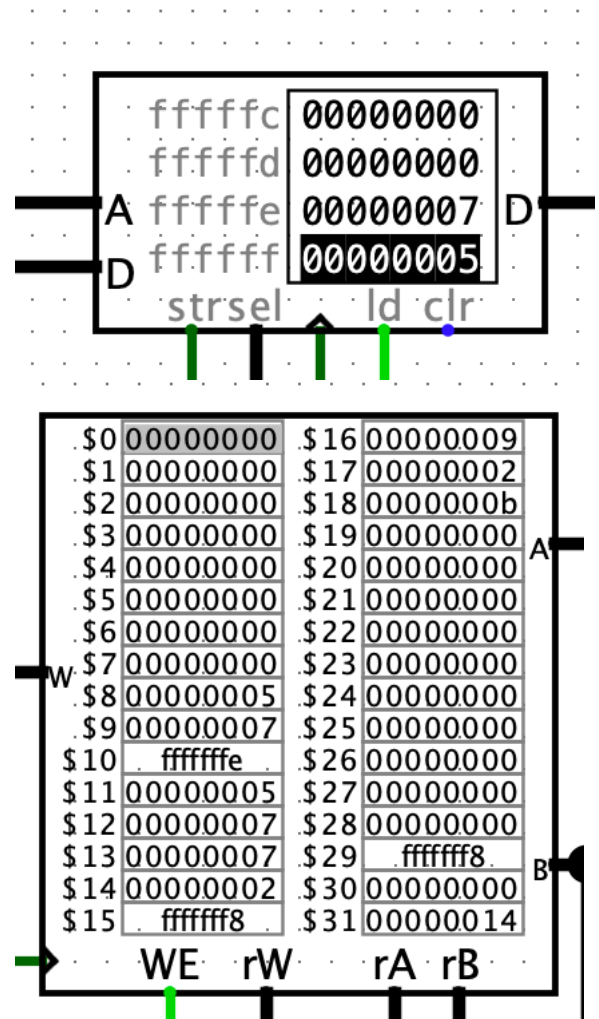 fffffc 00000000
fffffd 00000000
A fffffe 00000007 D
D ffffff 00000005
str sel ld clr
$0 00000000 $16 00000009
$1 00000000 $17 00000002
$2 00000000 $18 0000000b
$3 00000000 $19 00000000
A
$4 00000000 $20 00000000
$5 00000000 $21 00000000
$6 00000000 $22 00000000
W $7 00000000 $23 00000000
$8 00000005 $24 00000000
$9 00000007 $25 00000000
$10 fffffffe $26 00000000
$11 00000005 $27 00000000
$12 00000007 $28 00000000
$13 00000007 $29 fffffff8
B
$14 00000002 $30 00000000
$15 fffffff8 $31 00000014
WE rW rA rB